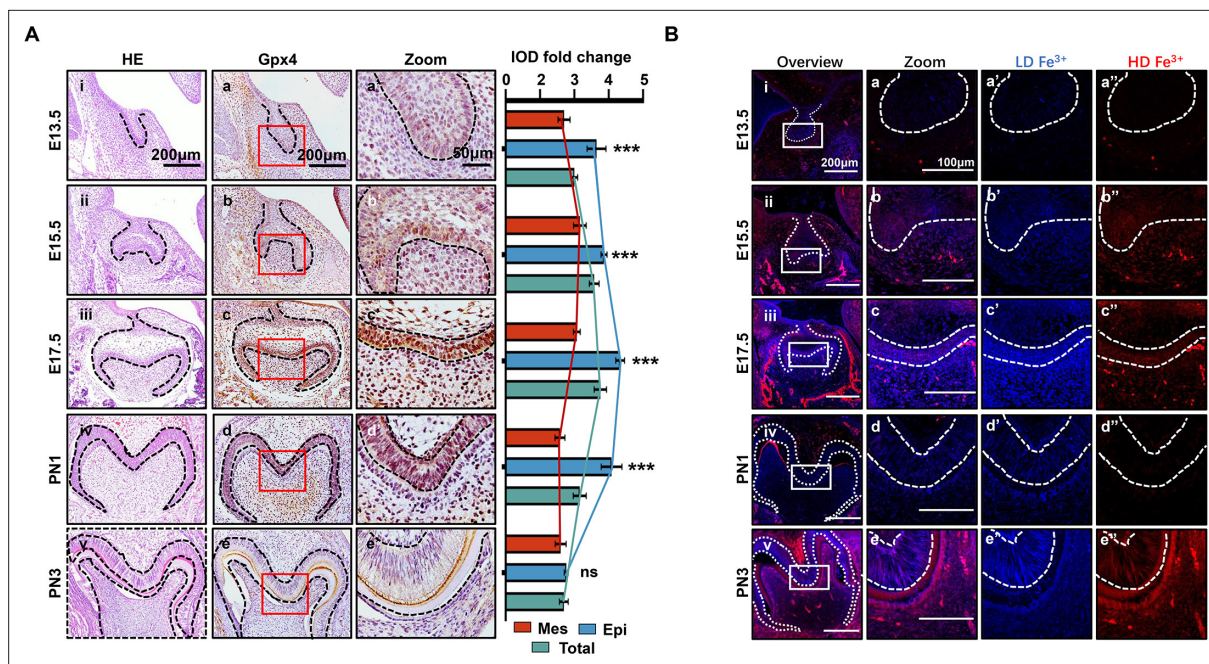 A
HE
Gpx4
Zoom
IOD fold change
0 1 2 3 4 5
E13.5
i
200μm
a
200μm
a'
50μm
***
E15.5
ii
b
b'
***
E17.5
iii
c
c'
***
PN1
iv
d
d'
***
PN3
e
e'
ns
Mes
Epi
Total
B
Overview
Zoom
LD Fe³⁺
HD Fe³⁺
E13.5
i
200μm
a
100μm
a'
a''
E15.5
ii
b
b'
b''
E17.5
iii
c
c'
c''
PN1
iv
d
d'
d''
PN3
e
e'
e''